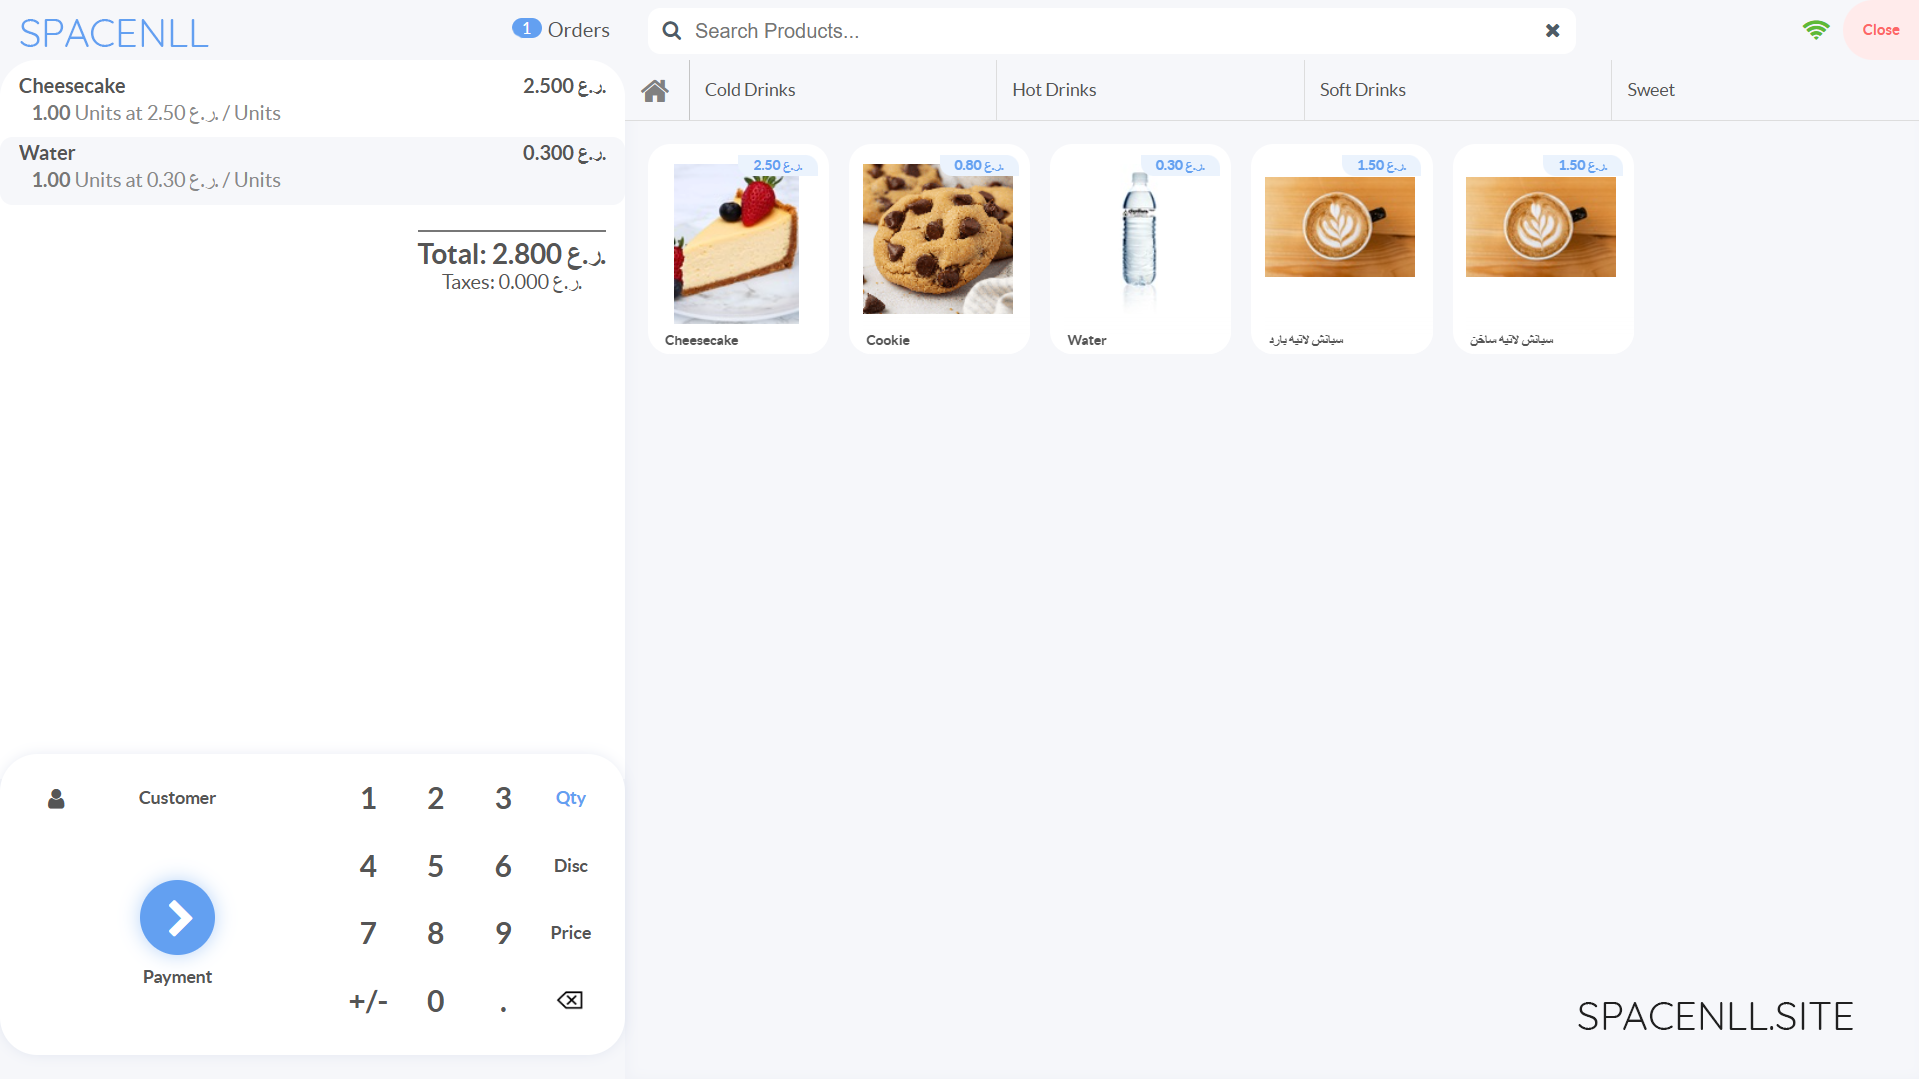 SPACENLL
1 Orders
Search Products...
Close
Cheesecake 2.500 ر.ع.
1.00 Units at 2.50 ر.ع. / Units
Water 0.300 ر.ع.
1.00 Units at 0.30 ر.ع. / Units
Total: 2.800 ر.ع.
Taxes: 0.000 ر.ع.
Cold Drinks
Hot Drinks
Soft Drinks
Sweet
2.50 ر.ع.
Cheesecake
0.80 ر.ع.
Cookie
0.30 ر.ع.
Water
1.50 ر.ع.
سبانش لاتيه بارد
1.50 ر.ع.
سبانش لاتيه ساخن
Customer
1 2 3 Qty
4 5 6 Disc
7 8 9 Price
+/- 0 .
Payment
SPACENLL.SITE